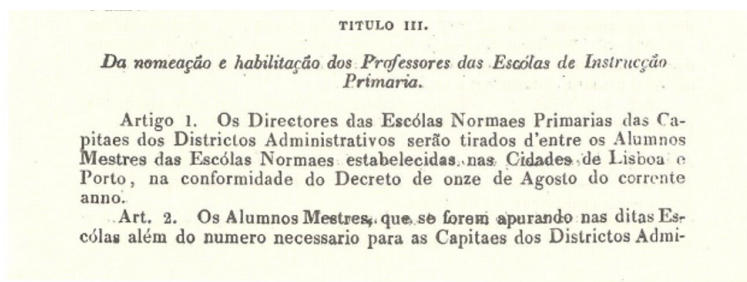 TITULO III.
Da nomeação e habilitação dos Professores das Escólas de Instrucção
Primaria.
Artigo 1. Os Directores das Escólas Normaes Primarias das Ca-
pitaes dos Districtos Administrativos serão tirados d'entre os Alumnos
Mestres das Escólas Normaes estabelecidas nas Cidades de Lisboa e
Porto, na conformidade do Decreto de onze de Agosto do corrente
anno.
Art. 2. Os Alumnos Mestres, que se forem apurando nas ditas Es-
cólas além do numero necessario para as Capitaes dos Districtos Admi-